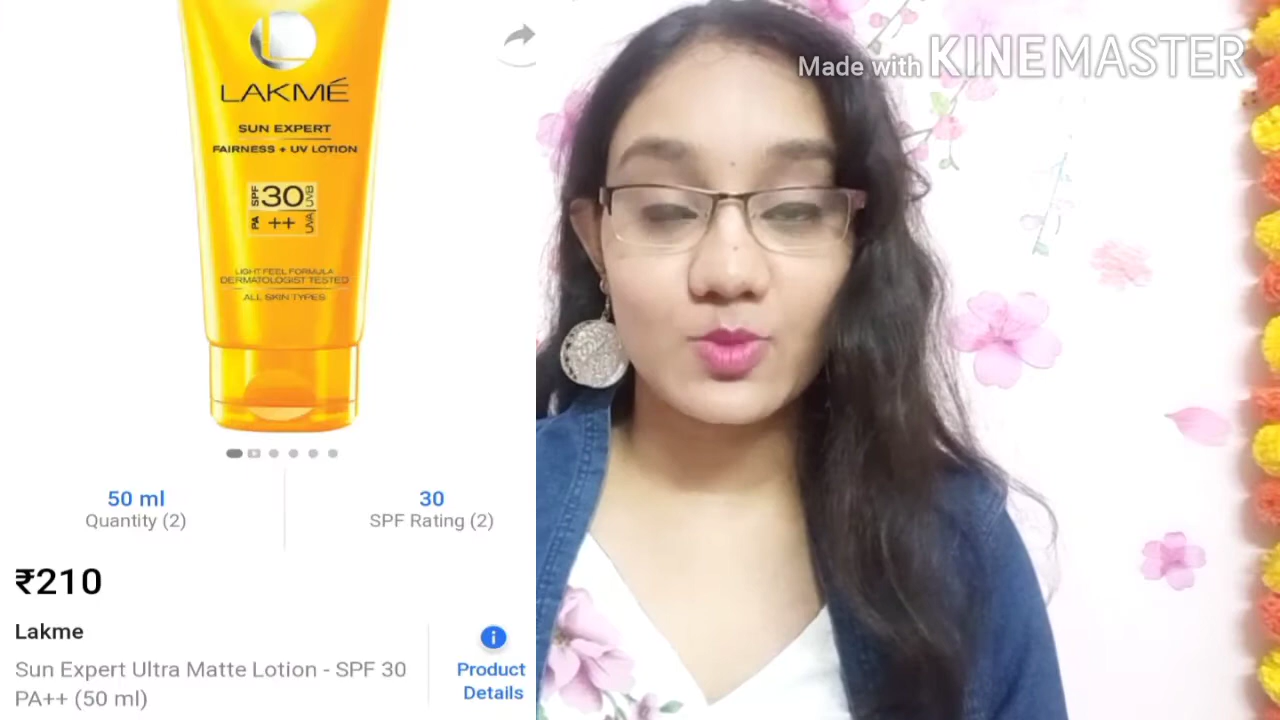 LAKMÉ
SUN EXPERT
FAIRNESS + UV LOTION
PA SPF 30 ++ UVA UVB
LIGHT FEEL FORMULA
DERMATOLOGIST TESTED
ALL SKIN TYPES
50 ml
Quantity (2)
30
SPF Rating (2)
₹210
Lakme
Sun Expert Ultra Matte Lotion - SPF 30
PA++ (50 ml)
Product
Details
Made with KINEMASTER